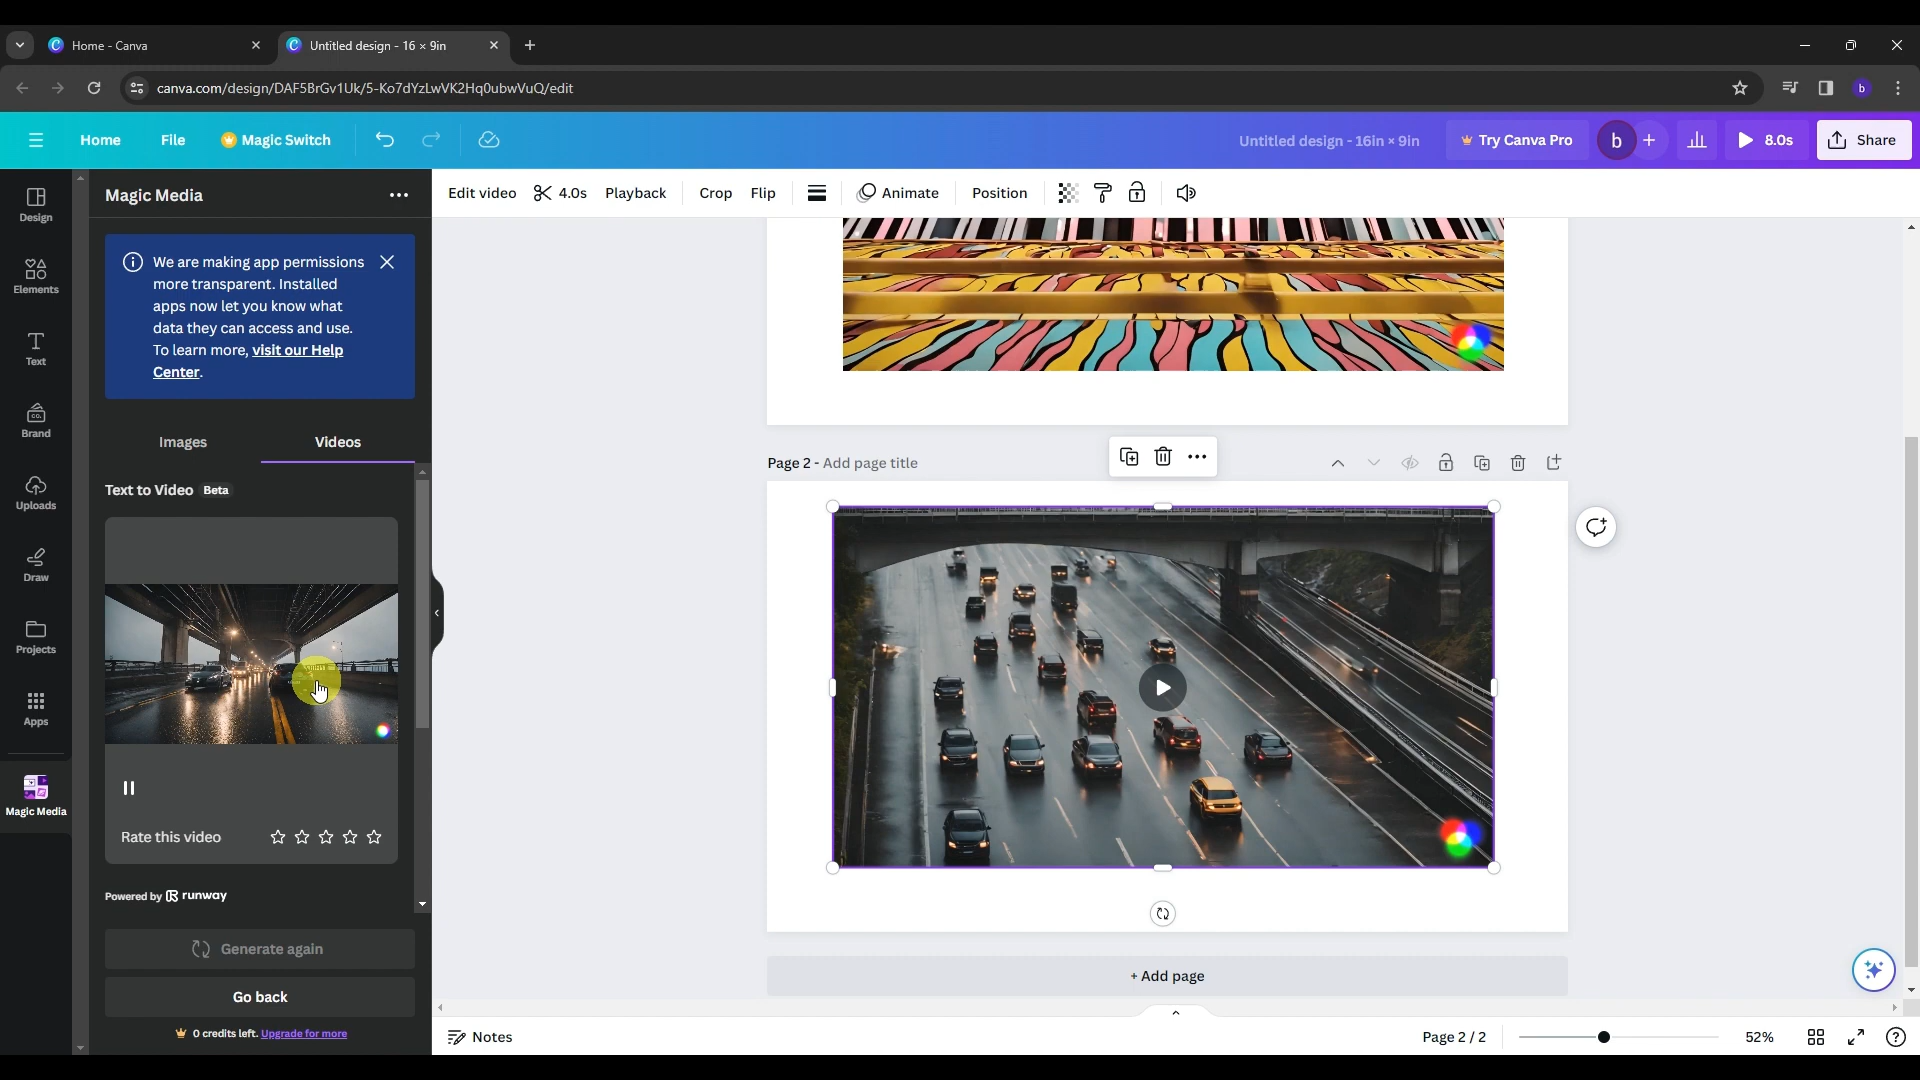 Home - Canva
Untitled design - 16 × 9in
canva.com/design/DAF5BrGv1Uk/5-Ko7dYzLwVK2Hq0ubwVuQ/edit
b
Home
File
Magic Switch
Untitled design - 16in × 9in
Try Canva Pro
b
8.0s
Share
Design
Elements
Text
Brand
Uploads
Draw
Projects
Apps
Magic Media
Magic Media
We are making app permissions
more transparent. Installed
apps now let you know what
data they can access and use.
To learn more, visit our Help
Center.
Images
Videos
Text to Video Beta
Rate this video
Powered by runway
Generate again
Go back
0 credits left. Upgrade for more
Edit video
4.0s
Playback
Crop
Flip
Animate
Position
Page 2 - Add page title
+ Add page
Notes
Page 2 / 2
52%